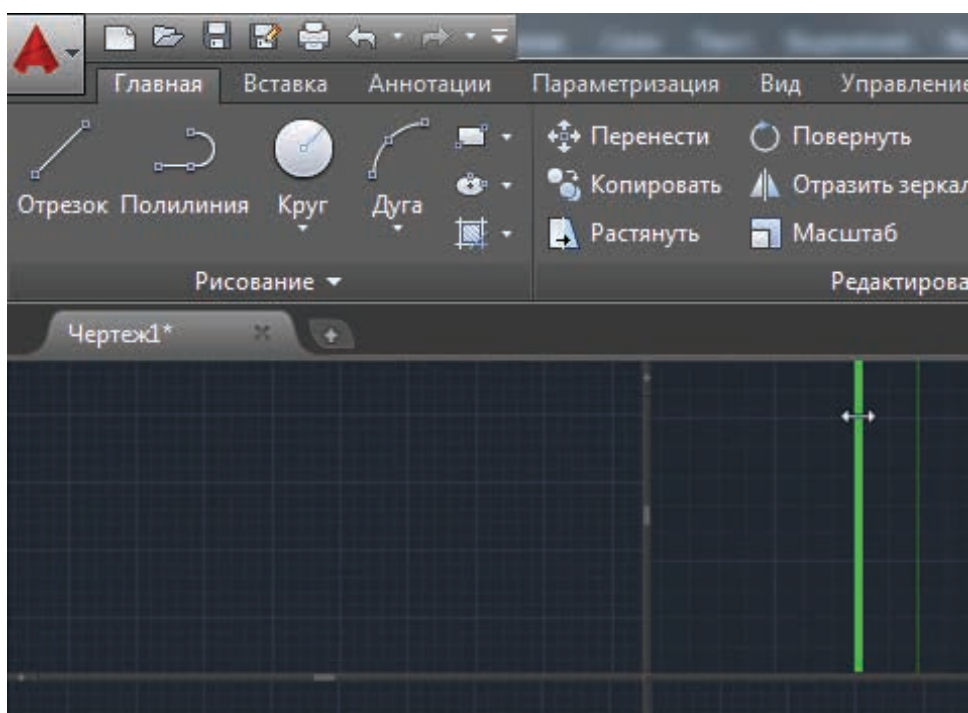 Главная Вставка Аннотации Параметризация Вид Управление
Перенести Повернуть
Копировать Отразить зеркал
Отрезок Полилиния Круг Дуга
Растянуть Масштаб
Рисование Редактирова
Чертеж1*